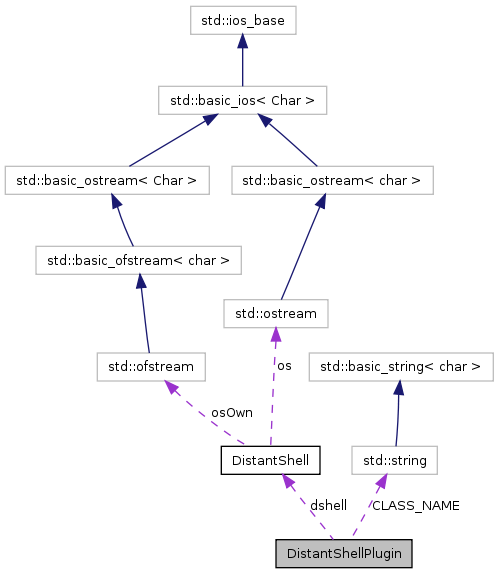 std::ios_base
std::basic_ios< Char >
std::basic_ostream< Char >
std::basic_ostream< char >
std::basic_ofstream< char >
std::ostream
std::ofstream
std::basic_string< char >
os
osOwn
DistantShell
std::string
dshell
CLASS_NAME
DistantShellPlugin